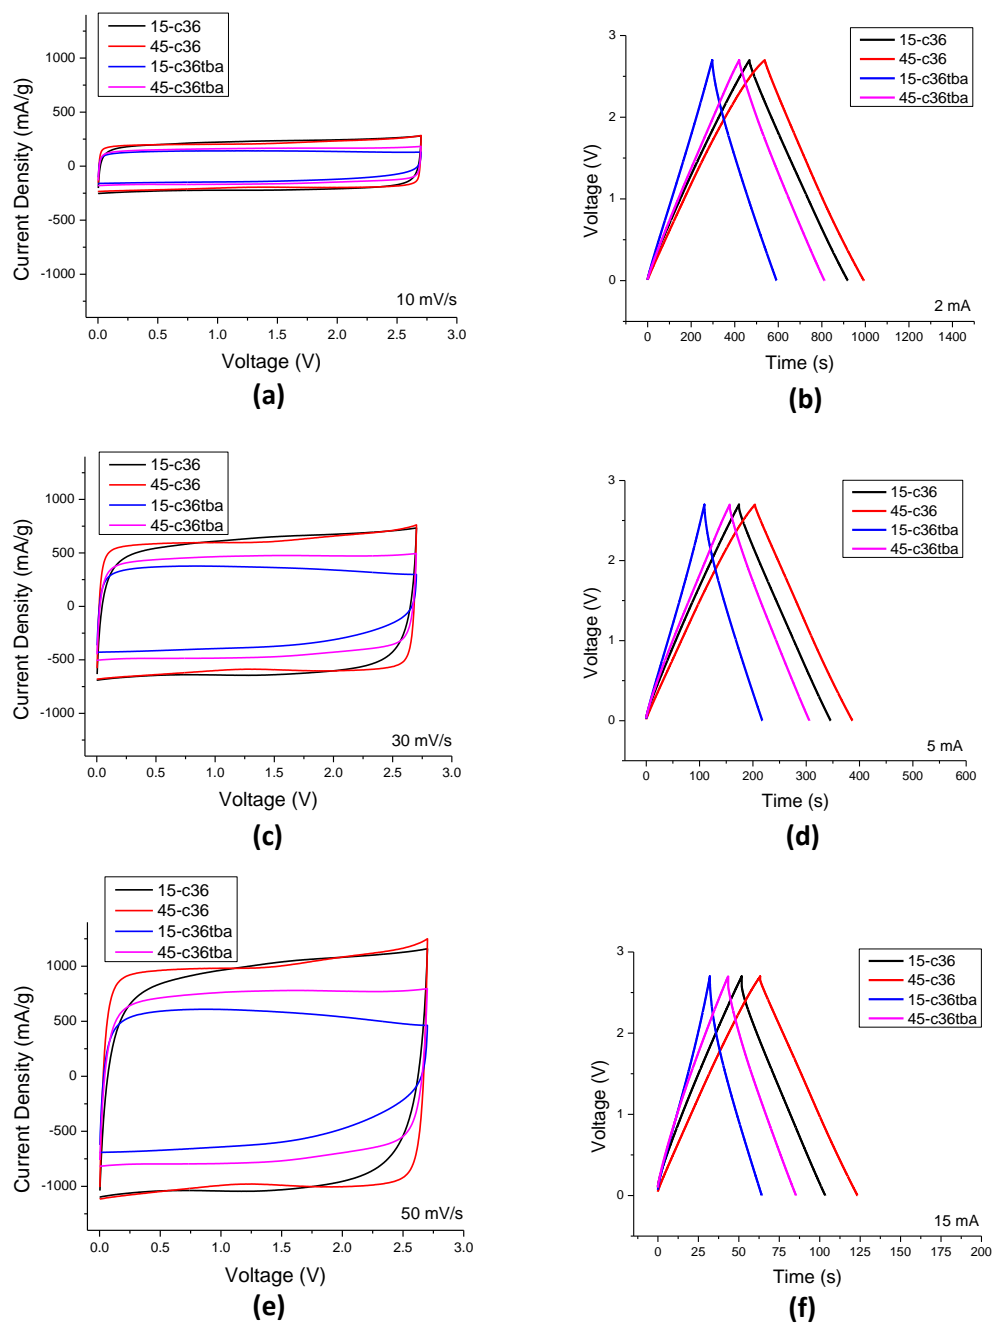 15-c36
45-c36
15-c36tba
45-c36tba
1000
500
0
-500
-1000
Current Density (mA/g)
10 mV/s
0.0 0.5 1.0 1.5 2.0 2.5 3.0
Voltage (V)
(a)
15-c36
45-c36
15-c36tba
45-c36tba
3
2
1
0
Voltage (V)
2 mA
0 200 400 600 800 1000 1200 1400
Time (s)
(b)
15-c36
45-c36
15-c36tba
45-c36tba
1000
500
0
-500
-1000
Current Density (mA/g)
30 mV/s
0.0 0.5 1.0 1.5 2.0 2.5 3.0
Voltage (V)
(c)
15-c36
45-c36
15-c36tba
45-c36tba
3
2
1
0
Voltage (V)
5 mA
0 100 200 300 400 500 600
Time (s)
(d)
15-c36
45-c36
15-c36tba
45-c36tba
1000
500
0
-500
-1000
Current Density (mA/g)
50 mV/s
0.0 0.5 1.0 1.5 2.0 2.5 3.0
Voltage (V)
(e)
15-c36
45-c36
15-c36tba
45-c36tba
3
2
1
0
Voltage (V)
15 mA
0 25 50 75 100 125 150 175 200
Time (s)
(f)